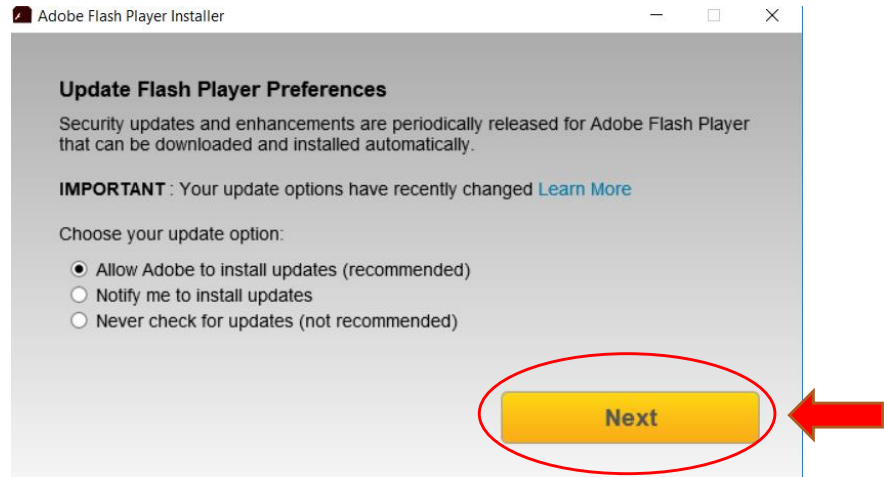 Adobe Flash Player Installer
Update Flash Player Preferences
Security updates and enhancements are periodically released for Adobe Flash Player
that can be downloaded and installed automatically.
IMPORTANT : Your update options have recently changed Learn More
Choose your update option:
Allow Adobe to install updates (recommended)
Notify me to install updates
Never check for updates (not recommended)
Next